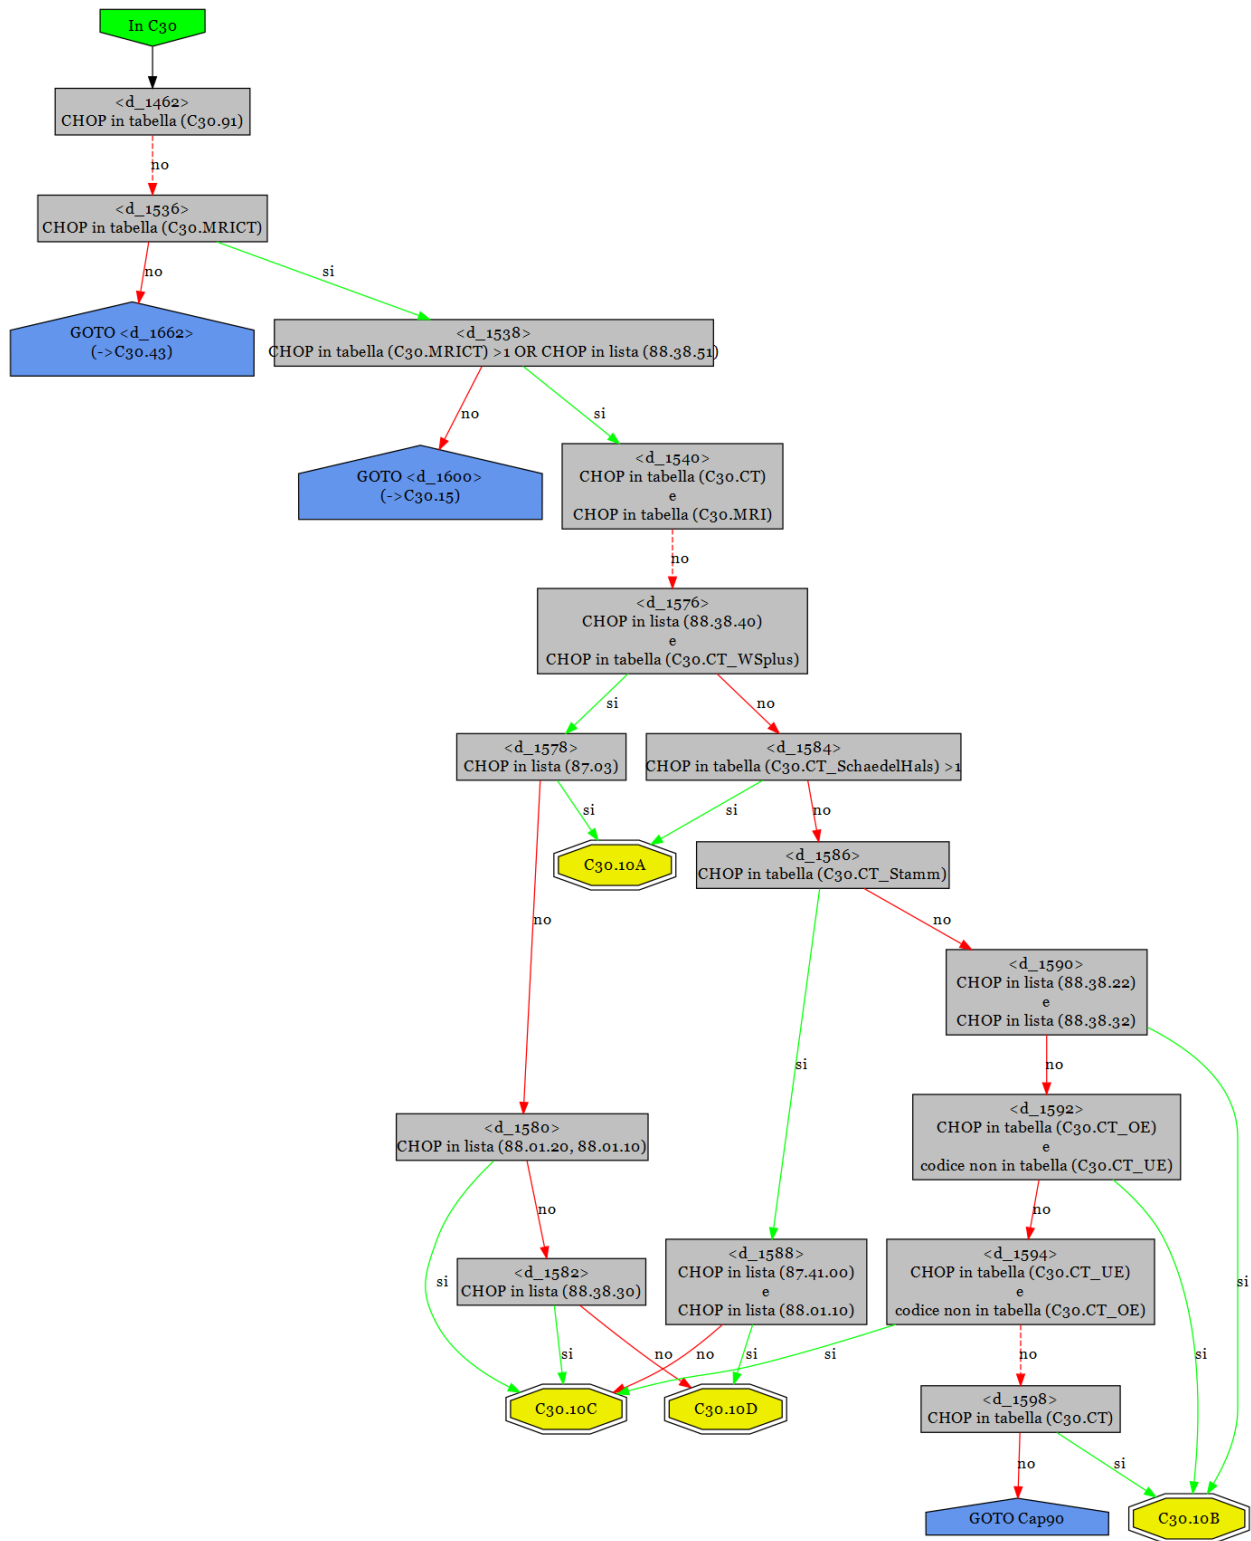 In C30
<d_1462>
CHOP in tabella (C30.91)
no
<d_1536>
CHOP in tabella (C30.MRICT)
no
si
GOTO <d_1662>
(->C30.43)
<d_1538>
CHOP in tabella (C30.MRICT) >1 OR CHOP in lista (88.38.51)
no
si
GOTO <d_1600>
(->C30.15)
<d_1540>
CHOP in tabella (C30.CT)
e
CHOP in tabella (C30.MRI)
no
<d_1576>
CHOP in lista (88.38.40)
e
CHOP in tabella (C30.CT_WSplus)
si
no
<d_1578>
CHOP in lista (87.03)
<d_1584>
CHOP in tabella (C30.CT_SchaedelHals) >1
si
si
no
C30.10A
<d_1586>
CHOP in tabella (C30.CT_Stamm)
no
no
<d_1590>
CHOP in lista (88.38.22)
e
CHOP in lista (88.38.32)
si
no
<d_1580>
CHOP in lista (88.01.20, 88.01.10)
<d_1592>
CHOP in tabella (C30.CT_OE)
e
codice non in tabella (C30.CT_UE)
no
no
<d_1582>
CHOP in lista (88.38.30)
<d_1588>
CHOP in lista (87.41.00)
e
CHOP in lista (88.01.10)
<d_1594>
CHOP in tabella (C30.CT_UE)
e
codice non in tabella (C30.CT_OE)
si
si
si
no
no
si
si
no
si
C30.10C
C30.10D
<d_1598>
CHOP in tabella (C30.CT)
no
si
GOTO Cap90
C30.10B